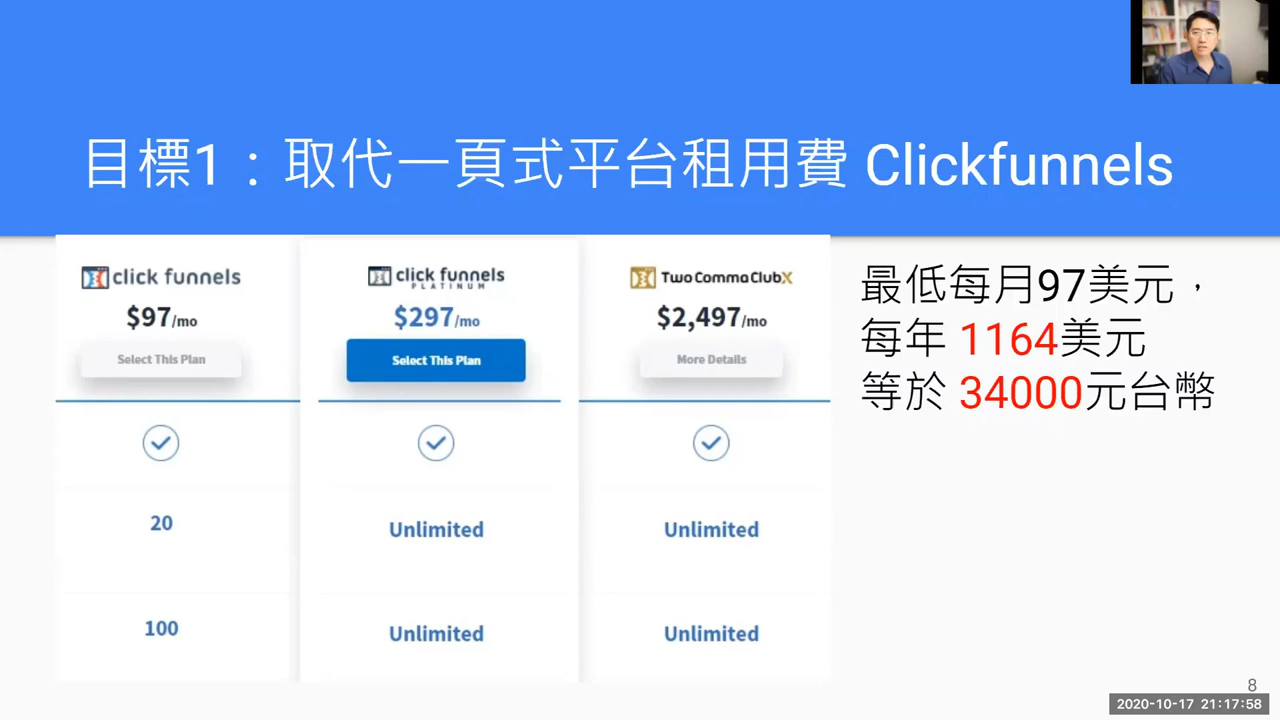 目標1：取代一頁式平台租用費 Clickfunnels
click funnels
$97/mo
Select This Plan
20
100
click funnels
PLATINUM
$297/mo
Select This Plan
Unlimited
Unlimited
Two Comma ClubX
$2,497/mo
More Details
Unlimited
Unlimited
最低每月97美元，
每年 1164美元
等於 34000元台幣
8
2020-10-17 21:17:58